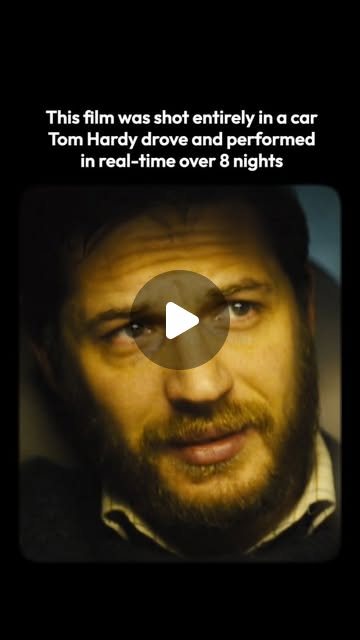 This film was shot entirely in a car
Tom Hardy drove and performed
in real-time over 8 nights